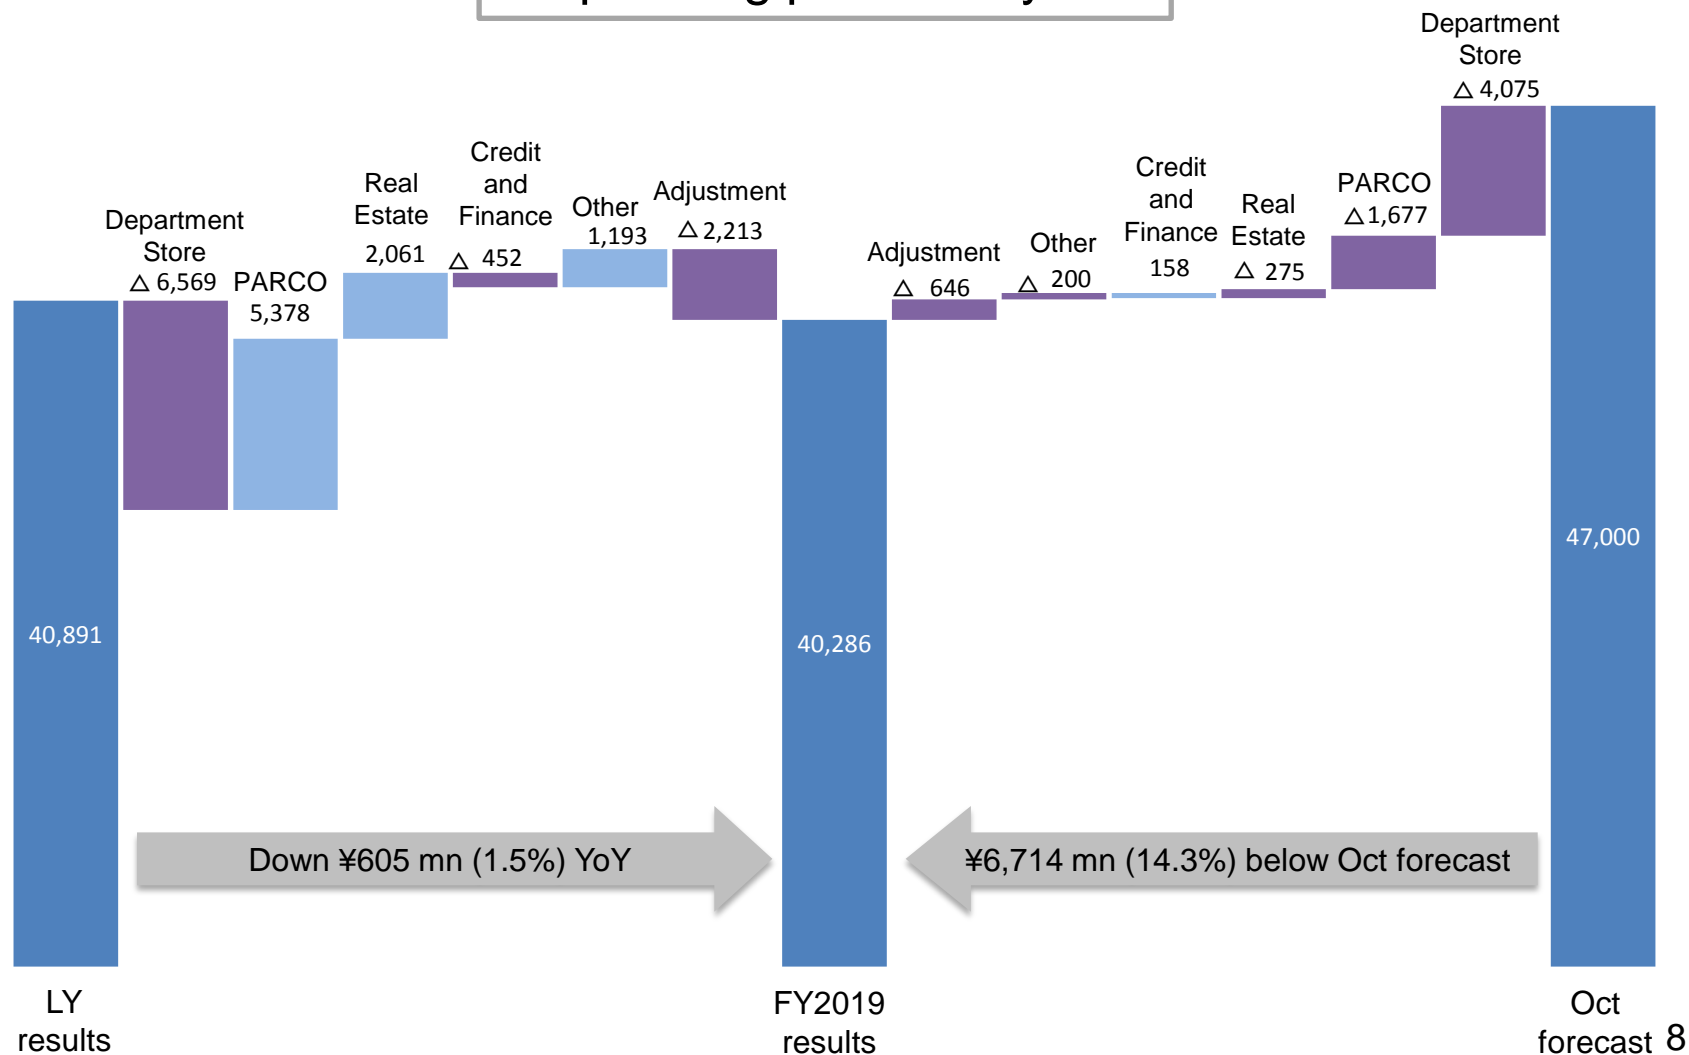 Department
Store
△ 6,569
PARCO
5,378
Real
Estate
2,061
Credit
and
Finance
△ 452
Other
1,193
Adjustment
△ 2,213
Adjustment
△ 646
Other
△ 200
Credit
and
Finance
158
Real
Estate
△ 275
PARCO
△ 1,677
Department
Store
△ 4,075
40,891
40,286
47,000
Down ¥605 mn (1.5%) YoY
¥6,714 mn (14.3%) below Oct forecast
LY
results
FY2019
results
Oct
forecast
8